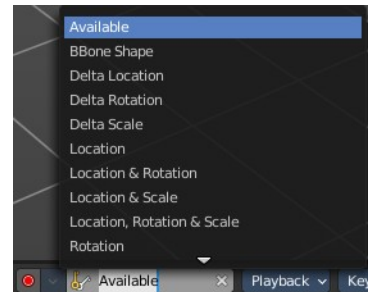 Available
BBone Shape
Delta Location
Delta Rotation
Delta Scale
Location
Location & Rotation
Location & Scale
Location, Rotation & Scale
Rotation
Available
Playback
Key